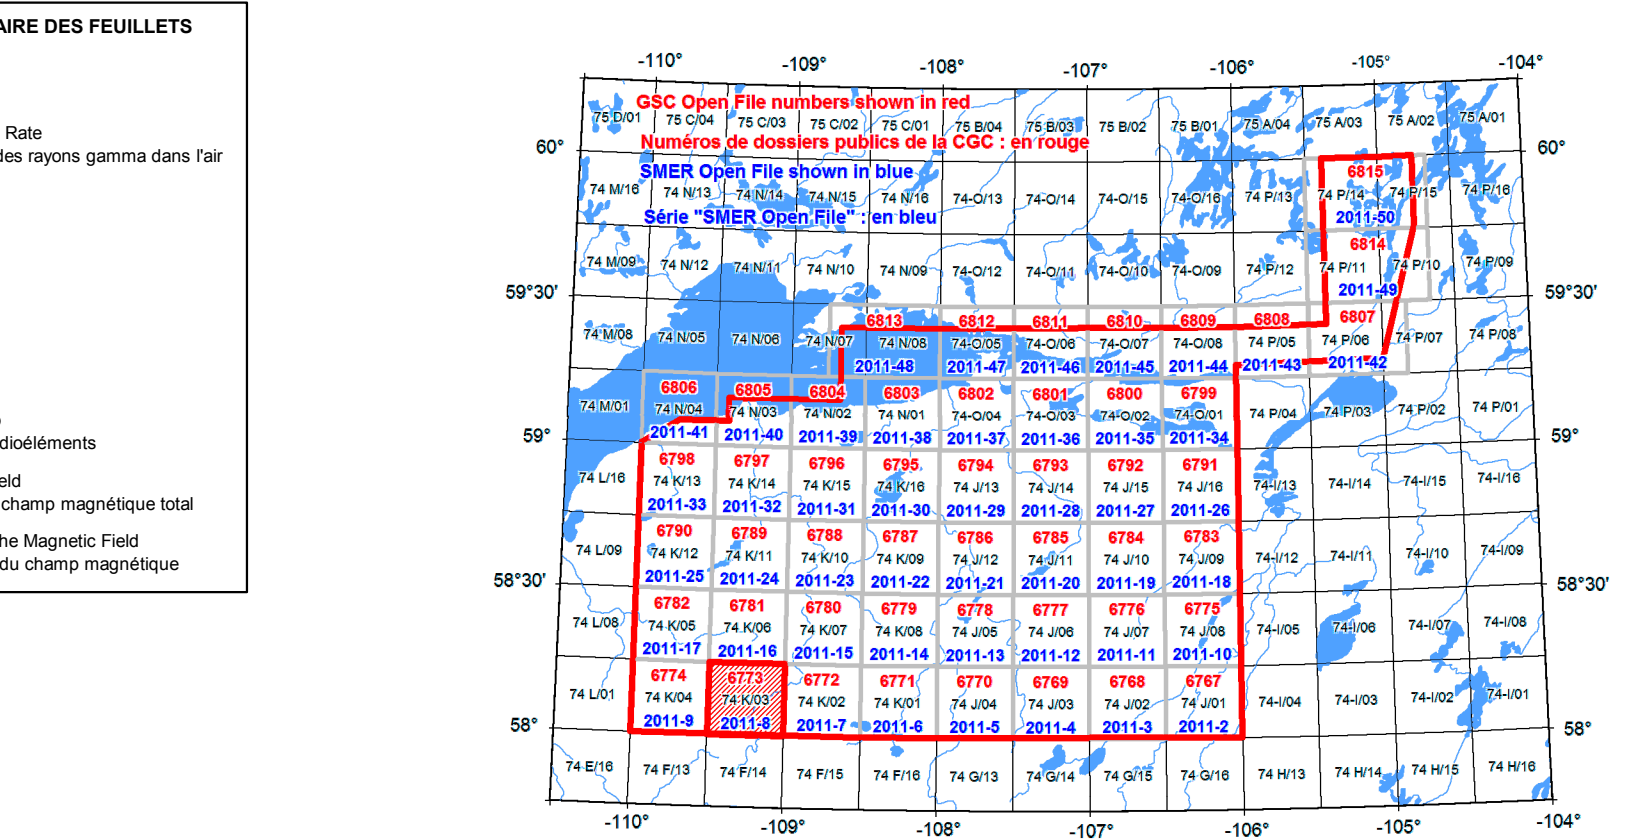 AIRE DES FEUILLETS
Rate
des rayons gamma dans l'air
dioéléments
eld
champ magnétique total
he Magnetic Field
du champ magnétique
-110° -109° -108° -107° -106° -105° -104°
GSC Open File numbers shown in red
75 D/01 75 C/04 75 C/03 75 C/02 75 C/01 75 B/04 75 B/03 75 B/02 75 B/01 75 A/04 75 A/03 75 A/02 75 A/01
Numéros de dossiers publics de la CGC : en rouge
60° 60°
SMER Open File shown in blue
6815
74 M/16 74 N/13 74 N/14 74 N/15 74 N/16 74-O/13 74-O/14 74-O/15 74-O/16 74 P/13 74 P/14 74 P/15 74 P/16
Série "SMER Open File" : en bleu
2011-50
6814
74 M/09 74 N/12 74 N/11 74 N/10 74 N/09 74-O/12 74-O/11 74-O/10 74-O/09 74 P/12 74 P/11 74 P/10 74 P/09
2011-49
59°30' 59°30'
6813 6812 6811 6810 6809 6808 6807
74 M/08 74 N/05 74 N/06 74 N/07 74 N/08 74-O/05 74-O/06 74-O/07 74-O/08 74 P/05 74 P/06 74 P/07 74 P/08
2011-48 2011-47 2011-46 2011-45 2011-44 2011-43 2011-42
6806 6805 6804 6803 6802 6801 6800 6799
74 M/01 74 N/04 74 N/03 74 N/02 74 N/01 74-O/04 74-O/03 74-O/02 74-O/01 74 P/04 74 P/03 74 P/02 74 P/01
2011-41 2011-40 2011-39 2011-38 2011-37 2011-36 2011-35 2011-34
59° 59°
6798 6797 6796 6795 6794 6793 6792 6791
74 L/16 74 K/13 74 K/14 74 K/15 74 K/16 74 J/13 74 J/14 74 J/15 74 J/16 74-I/13 74-I/14 74-I/15 74-I/16
2011-33 2011-32 2011-31 2011-30 2011-29 2011-28 2011-27 2011-26
6790 6789 6788 6787 6786 6785 6784 6783
74 L/09 74 K/12 74 K/11 74 K/10 74 K/09 74 J/12 74 J/11 74 J/10 74 J/09 74-I/12 74-I/11 74-I/10 74-I/09
2011-25 2011-24 2011-23 2011-22 2011-21 2011-20 2011-19 2011-18
58°30' 58°30'
6782 6781 6780 6779 6778 6777 6776 6775
74 L/08 74 K/05 74 K/06 74 K/07 74 K/08 74 J/05 74 J/06 74 J/07 74 J/08 74-I/05 74-I/06 74-I/07 74-I/08
2011-17 2011-16 2011-15 2011-14 2011-13 2011-12 2011-11 2011-10
6774 6773 6772 6771 6770 6769 6768 6767
74 L/01 74 K/04 74 K/03 74 K/02 74 K/01 74 J/04 74 J/03 74 J/02 74 J/01 74-I/04 74-I/03 74-I/02 74-I/01
2011-9 2011-8 2011-7 2011-6 2011-5 2011-4 2011-3 2011-2
58° 58°
74 E/16 74 F/13 74 F/14 74 F/15 74 F/16 74 G/13 74 G/14 74 G/15 74 G/16 74 H/13 74 H/14 74 H/15 74 H/16
-110° -109° -108° -107° -106° -105° -104°